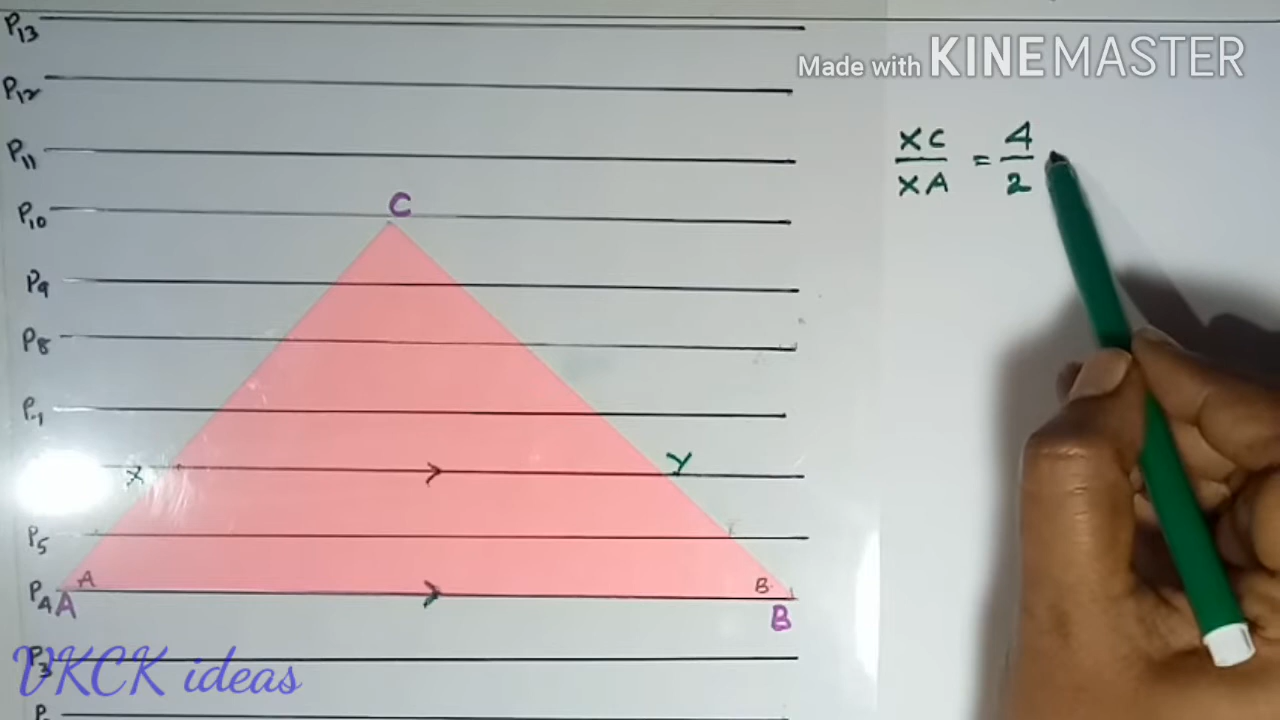 P13
Made with KINEMASTER
P12
XC/XA = 4/2
P11
P10
C
P9
P8
P7
X
Y
P5
P4
A
A
B
B
P3
VKCK ideas